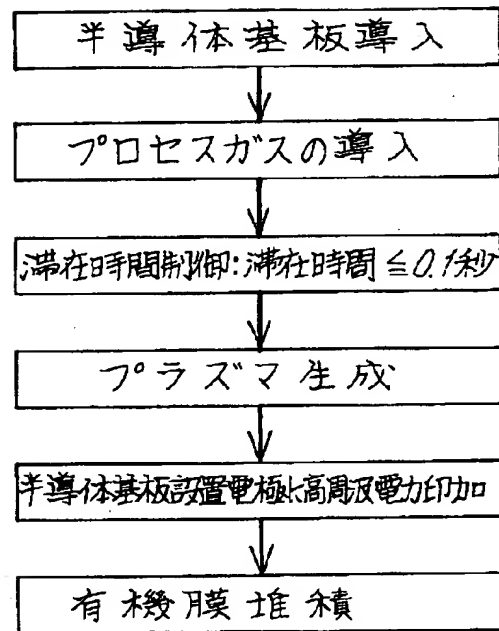 半導体基板導入
プロセスガスの導入
滞在時間制御:滞在時間≦0.1秒
プラズマ生成
半導体基板設置電極に高周波電力印加
有機膜堆積